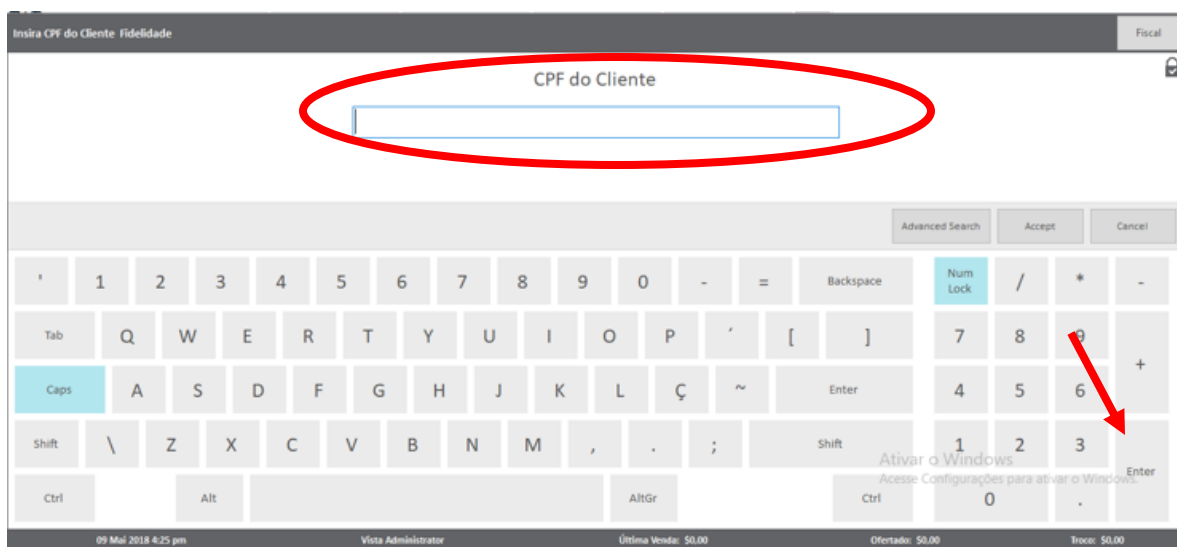 Insira CPF do Cliente Fidelidade Fiscal
CPF do Cliente
Advanced Search Accept Cancel
' 1 2 3 4 5 6 7 8 9 0 - = Backspace Num Lock / * -
Tab Q W E R T Y U I O P ´ [ ] 7 8 9 +
Caps A S D F G H J K L Ç ~ Enter 4 5 6
Shift \ Z X C V B N M , . ; Shift 1 2 3 Enter
Ativar o Windows
Acesse Configurações para ativar o Windows.
Ctrl Alt AltGr Ctrl 0 .
09 Mai 2018 4:25 pm Vista Administrator Última Venda: $0,00 Ofertado: $0,00 Troco: $0,00